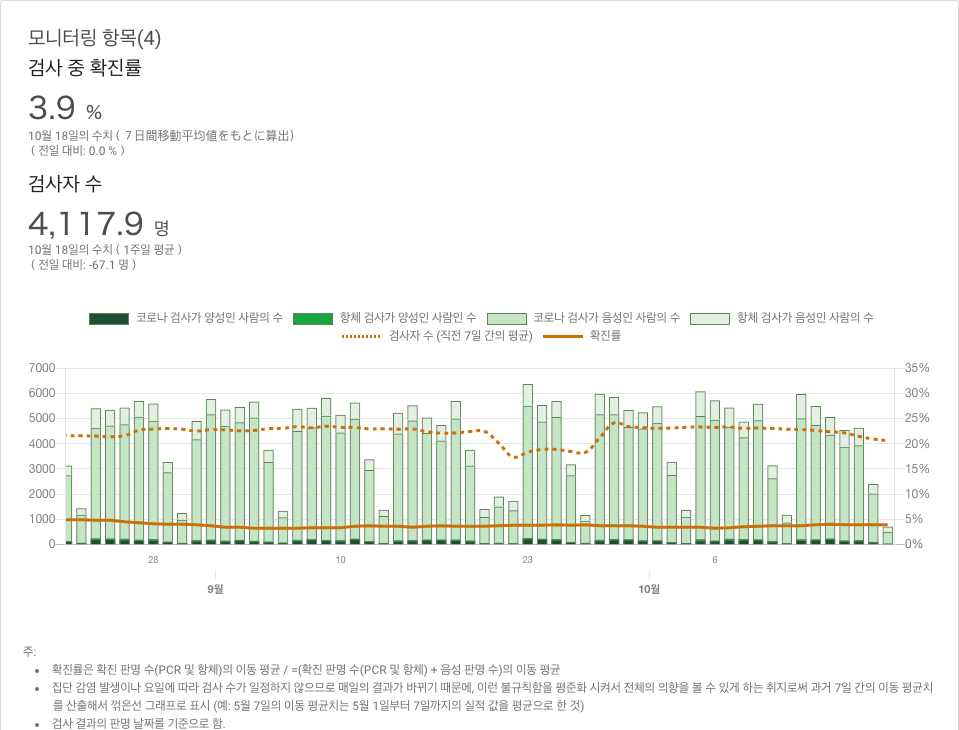 모니터링 항목(4)
검사 중 확진률
3.9 %
10월 18일의 수치 ( 7 日間移動平均値をもとに算出)
( 전일 대비: 0.0 % )
검사자 수
4,117.9 명
10월 18일의 수치 ( 1주일 평균 )
( 전일 대비: -67.1 명 )
코로나 검사가 양성인 사람의 수 항체 검사가 양성인 사람인 수 코로나 검사가 음성인 사람의 수 항체 검사가 음성인 사람의 수
검사자 수 (직전 7일 간의 평균) 확진률
7000 35%
6000 30%
5000 25%
4000 20%
3000 15%
2000 10%
1000 5%
0 0%
28 10 23 6
9월 10월
주:
확진률은 확진 판명 수(PCR 및 항체)의 이동 평균 / =(확진 판명 수(PCR 및 항체) + 음성 판명 수)의 이동 평균
집단 감염 발생이나 요일에 따라 검사 수가 일정하지 않으므로 매일의 결과가 바뀌기 때문에, 이런 불규칙함을 평준화 시켜서 전체의 의향을 볼 수 있게 하는 취지로써 과거 7일 간의 이동 평균치
를 산출해서 꺾은선 그래프로 표시 (예: 5월 7일의 이동 평균치는 5월 1일부터 7일까지의 실적 값을 평균으로 한 것)
검사 결과의 판명 날짜를 기준으로 함.